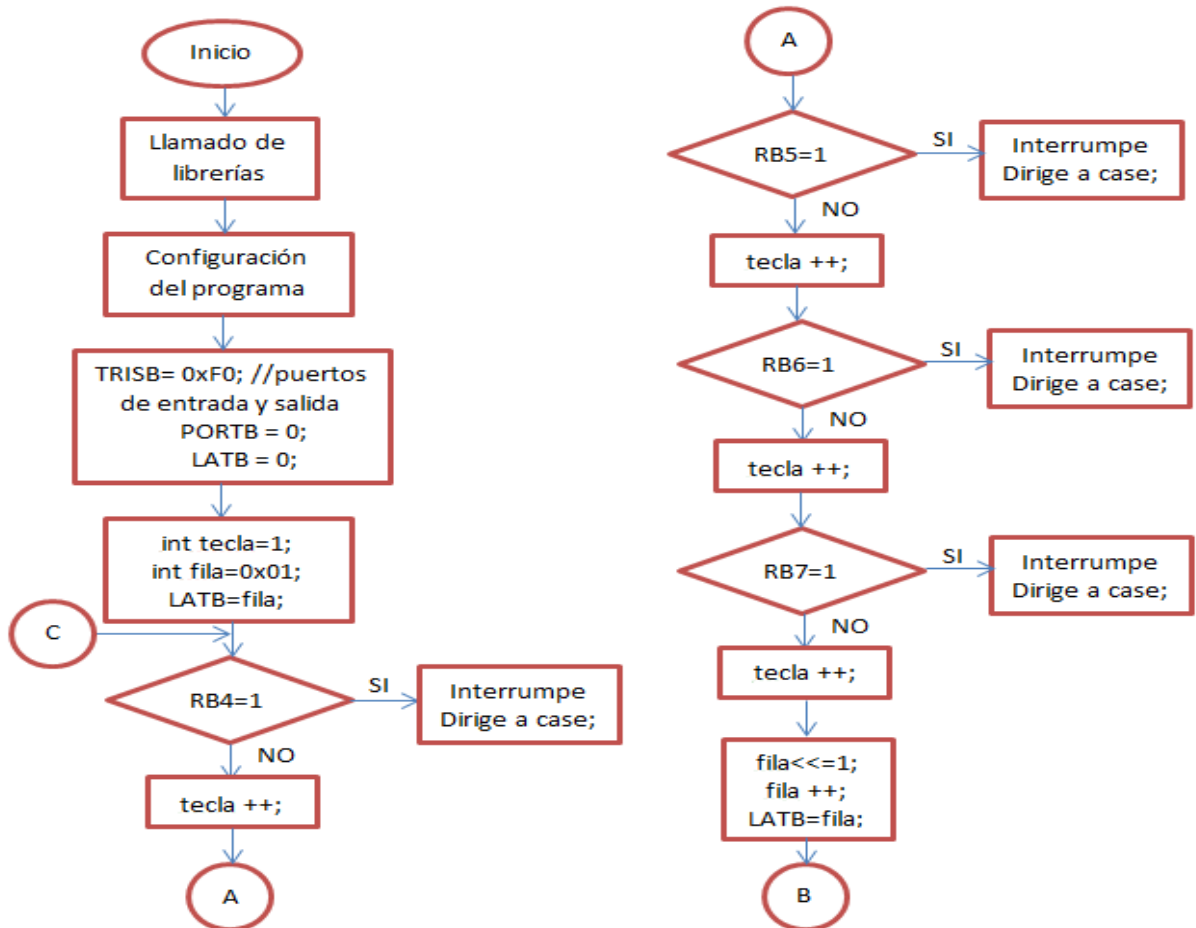 Inicio
Llamado de
librerías
Configuración
del programa
TRISB= 0xF0; //puertos
de entrada y salida
PORTB = 0;
LATB = 0;
int tecla=1;
int fila=0x01;
LATB=fila;
C
RB4=1
SI
Interrumpe
Dirige a case;
NO
tecla ++;
A
A
RB5=1
SI
Interrumpe
Dirige a case;
NO
tecla ++;
RB6=1
SI
Interrumpe
Dirige a case;
NO
tecla ++;
RB7=1
SI
Interrumpe
Dirige a case;
NO
tecla ++;
fila<<=1;
fila ++;
LATB=fila;
B